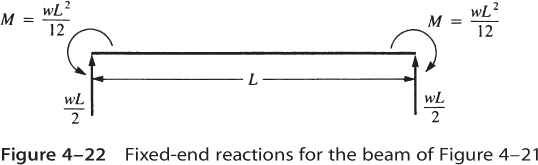 M = wL²/12
M = wL²/12
L
wL/2
wL/2
Figure 4–22 Fixed-end reactions for the beam of Figure 4–21